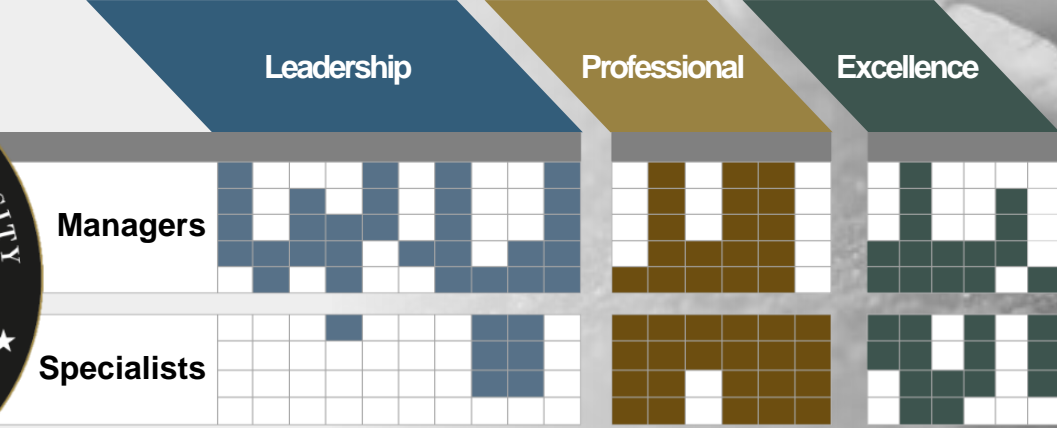 Leadership
Professional
Excellence
Managers
Specialists